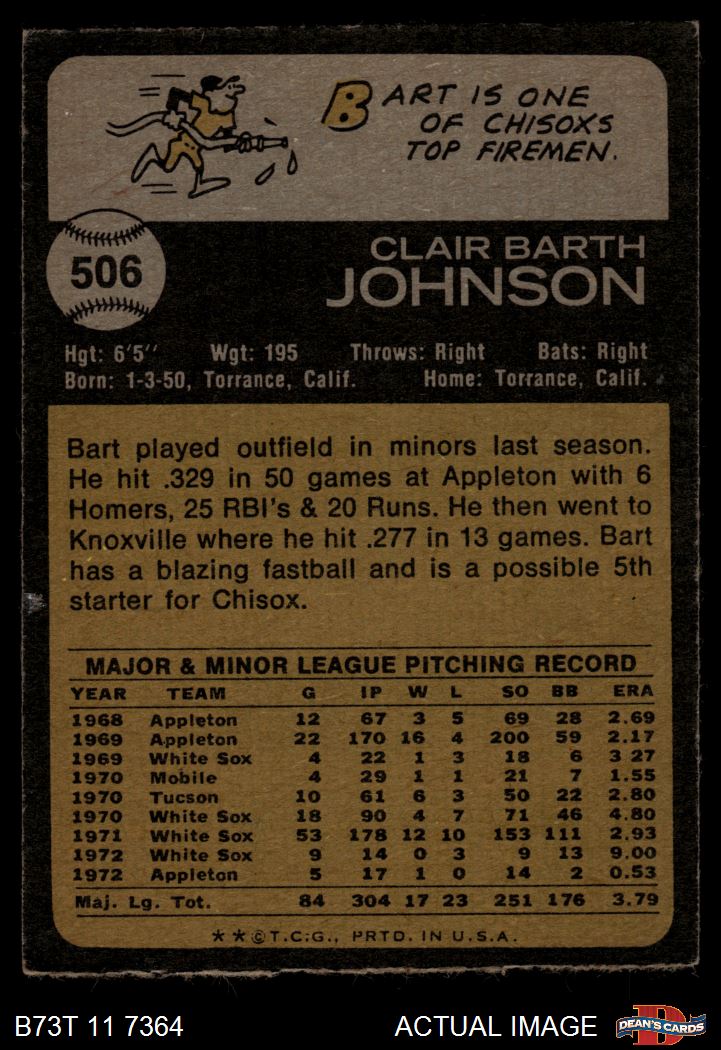 BART IS ONE
OF CHISOXS
TOP FIREMEN.
506
CLAIR BARTH
JOHNSON
Hgt: 6'5" Wgt: 195 Throws: Right Bats: Right
Born: 1-3-50, Torrance, Calif. Home: Torrance, Calif.
Bart played outfield in minors last season.
He hit .329 in 50 games at Appleton with 6
Homers, 25 RBI's & 20 Runs. He then went to
Knoxville where he hit .277 in 13 games. Bart
has a blazing fastball and is a possible 5th
starter for Chisox.
MAJOR & MINOR LEAGUE PITCHING RECORD
YEAR TEAM G IP W L SO BB ERA
1968 Appleton 12 67 3 5 69 28 2.69
1969 Appleton 22 170 16 4 200 59 2.17
1969 White Sox 4 22 1 3 18 6 3 27
1970 Mobile 4 29 1 1 21 7 1.55
1970 Tucson 10 61 6 3 50 22 2.80
1970 White Sox 18 90 4 7 71 46 4.80
1971 White Sox 53 178 12 10 153 111 2.93
1972 White Sox 9 14 0 3 9 13 9.00
1972 Appleton 5 17 1 0 14 2 0.53
Maj. Lg. Tot. 84 304 17 23 251 176 3.79
**©T.C.G., PRTD. IN U.S.A.
B73T 11 7364 ACTUAL IMAGE DEAN'S CARDS